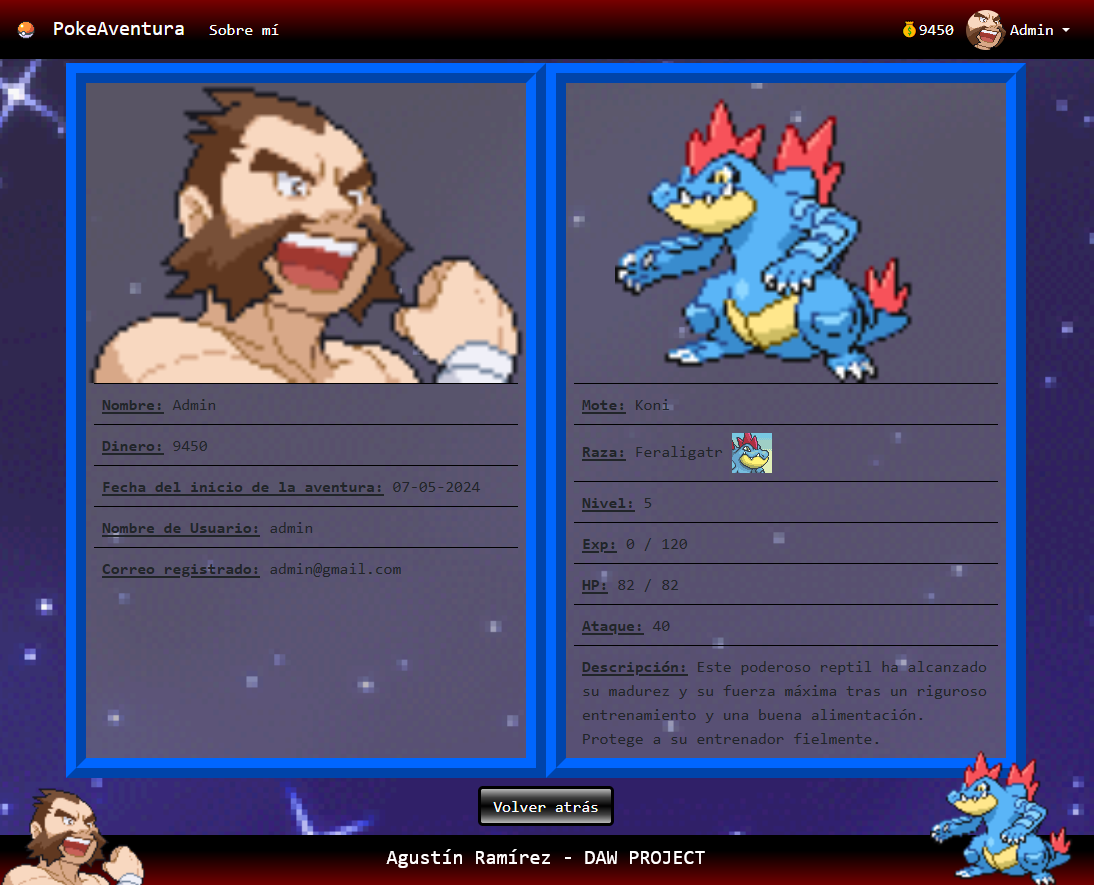 PokeAventura Sobre mí 9450 Admin
Nombre: Admin
Dinero: 9450
Fecha del inicio de la aventura: 07-05-2024
Nombre de Usuario: admin
Correo registrado: admin@gmail.com
Mote: Koni
Raza: Feraligatr
Nivel: 5
Exp: 0 / 120
HP: 82 / 82
Ataque: 40
Descripción: Este poderoso reptil ha alcanzado
su madurez y su fuerza máxima tras un riguroso
entrenamiento y una buena alimentación.
Protege a su entrenador fielmente.
Volver atrás
Agustín Ramírez - DAW PROJECT